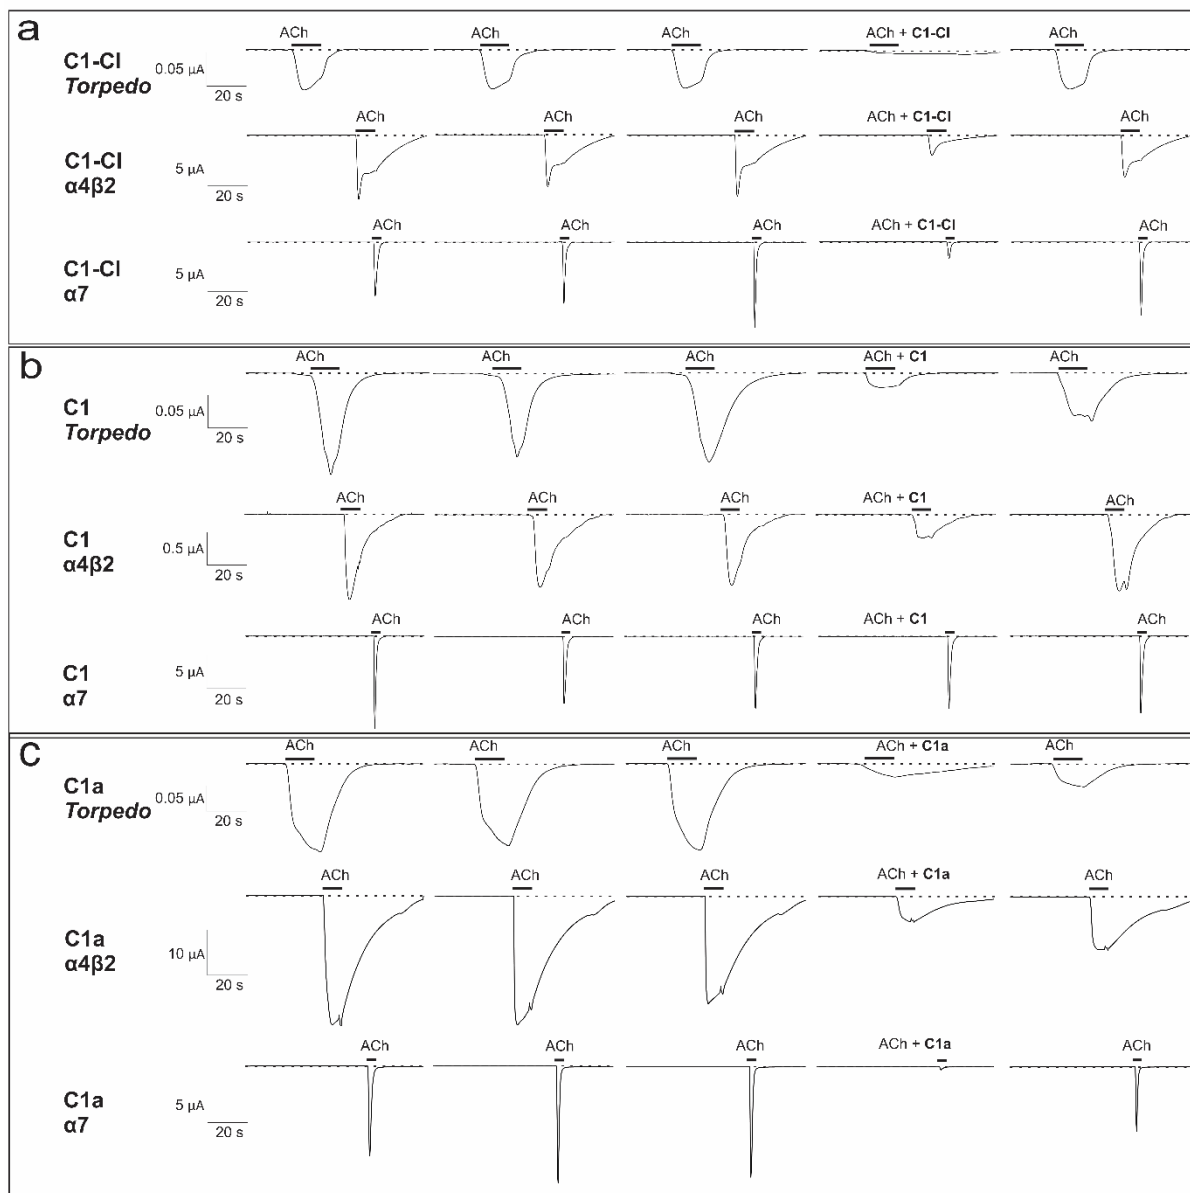 a
ACh ACh ACh ACh + C1-Cl ACh
C1-Cl
Torpedo
0.05 µA
20 s
ACh ACh ACh ACh + C1-Cl ACh
C1-Cl
α4β2
5 µA
20 s
ACh ACh ACh ACh + C1-Cl ACh
C1-Cl
α7
5 µA
20 s
b
ACh ACh ACh ACh + C1 ACh
C1
Torpedo
0.05 µA
20 s
ACh ACh ACh ACh + C1 ACh
C1
α4β2
0.5 µA
20 s
ACh ACh ACh ACh + C1 ACh
C1
α7
5 µA
20 s
c
ACh ACh ACh ACh + C1a ACh
C1a
Torpedo
0.05 µA
20 s
ACh ACh ACh ACh + C1a ACh
C1a
α4β2
10 µA
20 s
ACh ACh ACh ACh + C1a ACh
C1a
α7
5 µA
20 s